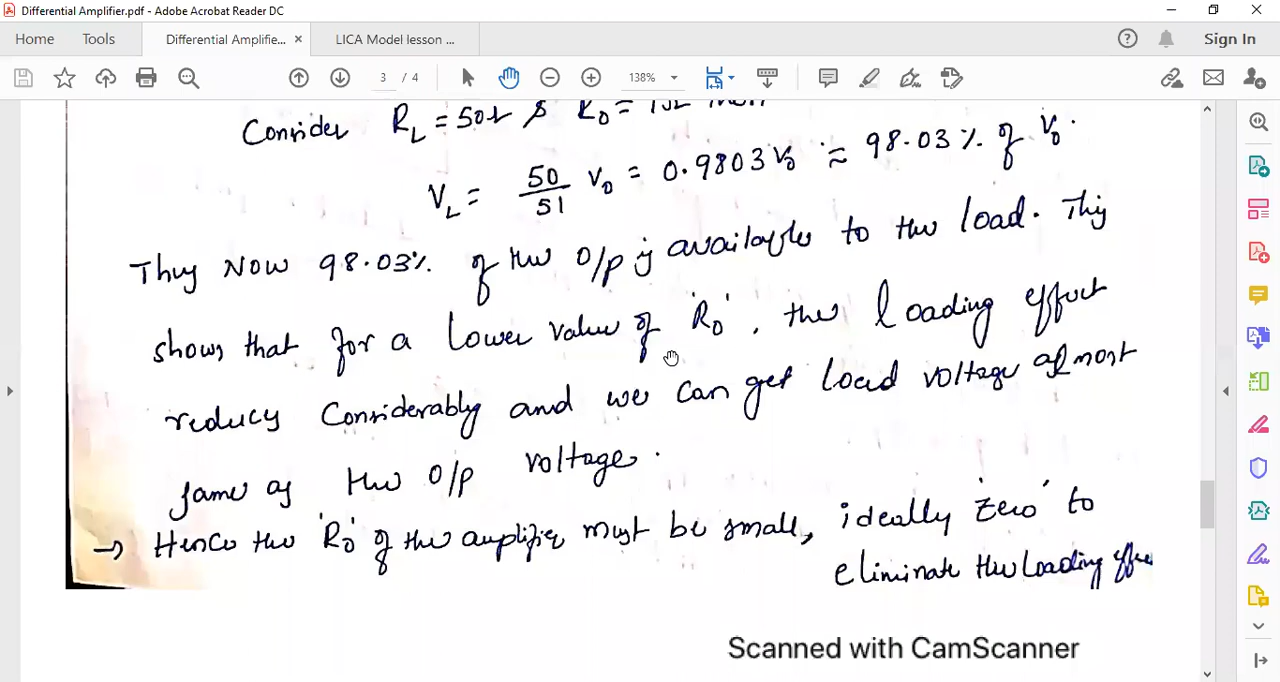 Differential Amplifier.pdf - Adobe Acrobat Reader DC
Home Tools Differential Amplifie... × LICA Model lesson ... Sign In
3 / 4 138%
Consider RL = 50Ω & RO = 1Ω then
VL = 50/51 VO = 0.9803 VO ≈ 98.03 % of VO.
Thus Now 98.03% of the O/p is available to the load. This
shows that for a lower value of 'RO', the loading effect
reduces considerably and we can get load voltage almost
same as the O/p voltage.
→ Hence the 'RO' of the amplifier must be small, ideally 'zero' to
eliminate the loading effe
Scanned with CamScanner